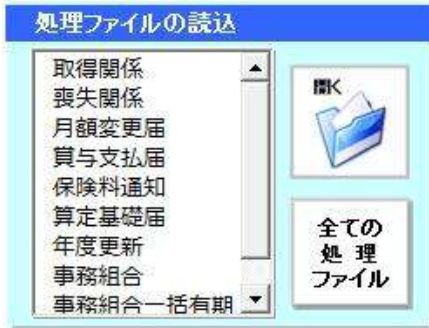 処理ファイルの読込
取得関係
喪失関係
月額変更届
賞与支払届
保険料通知
算定基礎届
年度更新
事務組合
事務組合一括有期
開く
全ての
処 理
ファイル